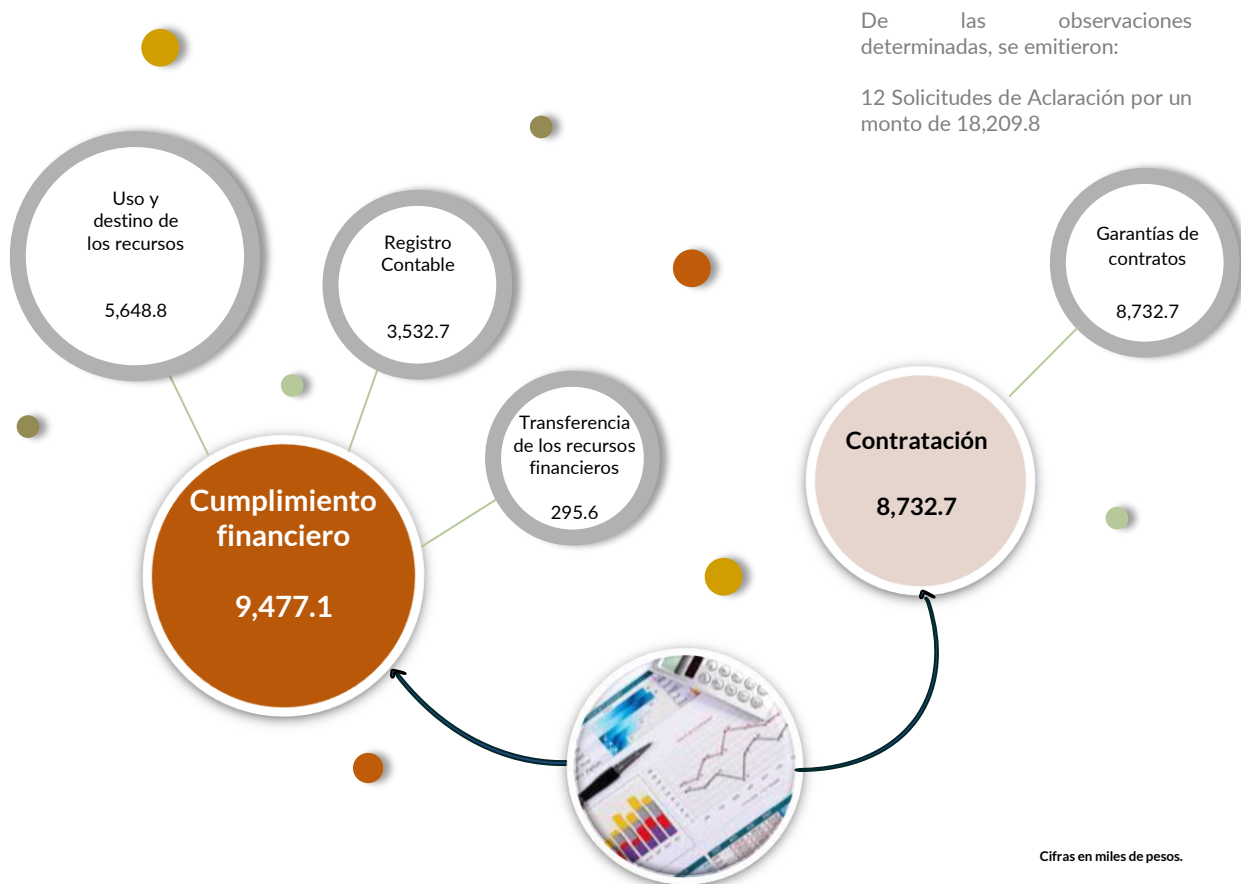 De las observaciones
determinadas, se emitieron:
12 Solicitudes de Aclaración por un
monto de 18,209.8
Uso y
destino de
los recursos
5,648.8
Registro
Contable
3,532.7
Transferencia
de los recursos
financieros
295.6
Cumplimiento
financiero
9,477.1
Garantías de
contratos
8,732.7
Contratación
8,732.7
Cifras en miles de pesos.